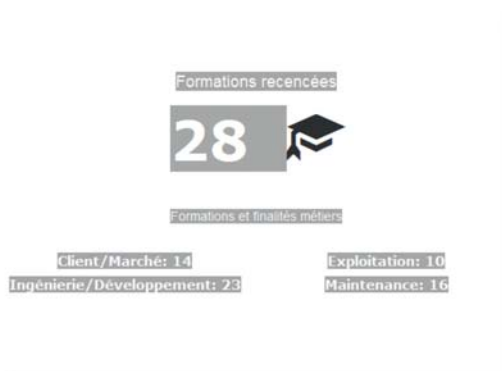 Formations recencées
28
Formations et finalités métiers
Client/Marché: 14
Exploitation: 10
Ingénierie/Développement: 23
Maintenance: 16